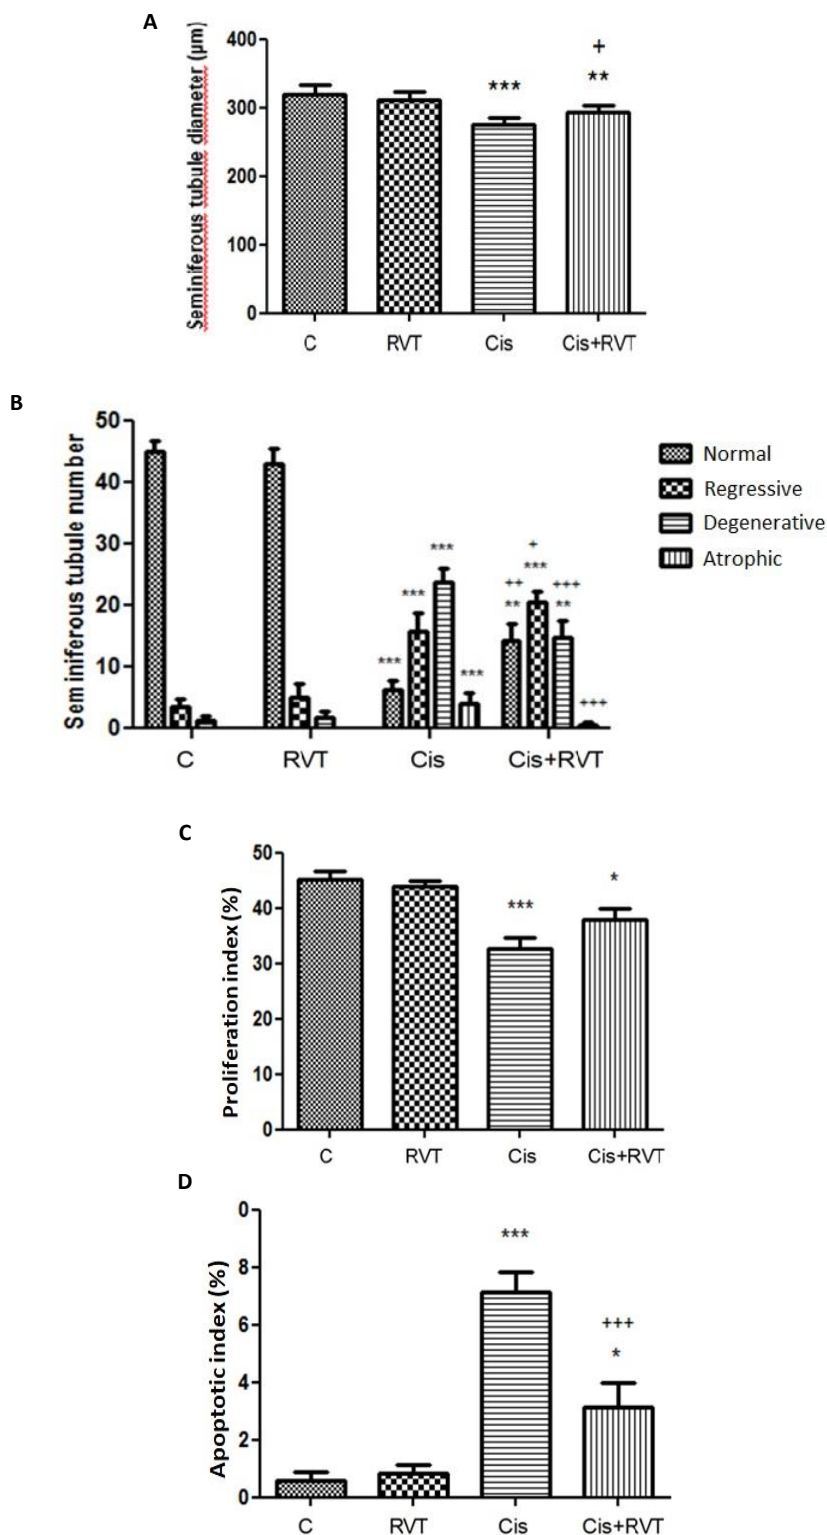 A
Seminiferous tubule diameter (µm)
400
300
200
100
0
***
+
**
C RVT Cis Cis+RVT
B
Seminiferous tubule number
50
40
30
20
10
0
***
***
***
***
++
**
+
***
+++
**
+++
C RVT Cis Cis+RVT
Normal
Regressive
Degenerative
Atrophic
C
Proliferation index (%)
50
40
30
20
10
0
***
*
C RVT Cis Cis+RVT
D
Apoptotic index (%)
0
8
6
4
2
0
***
+++
*
C RVT Cis Cis+RVT